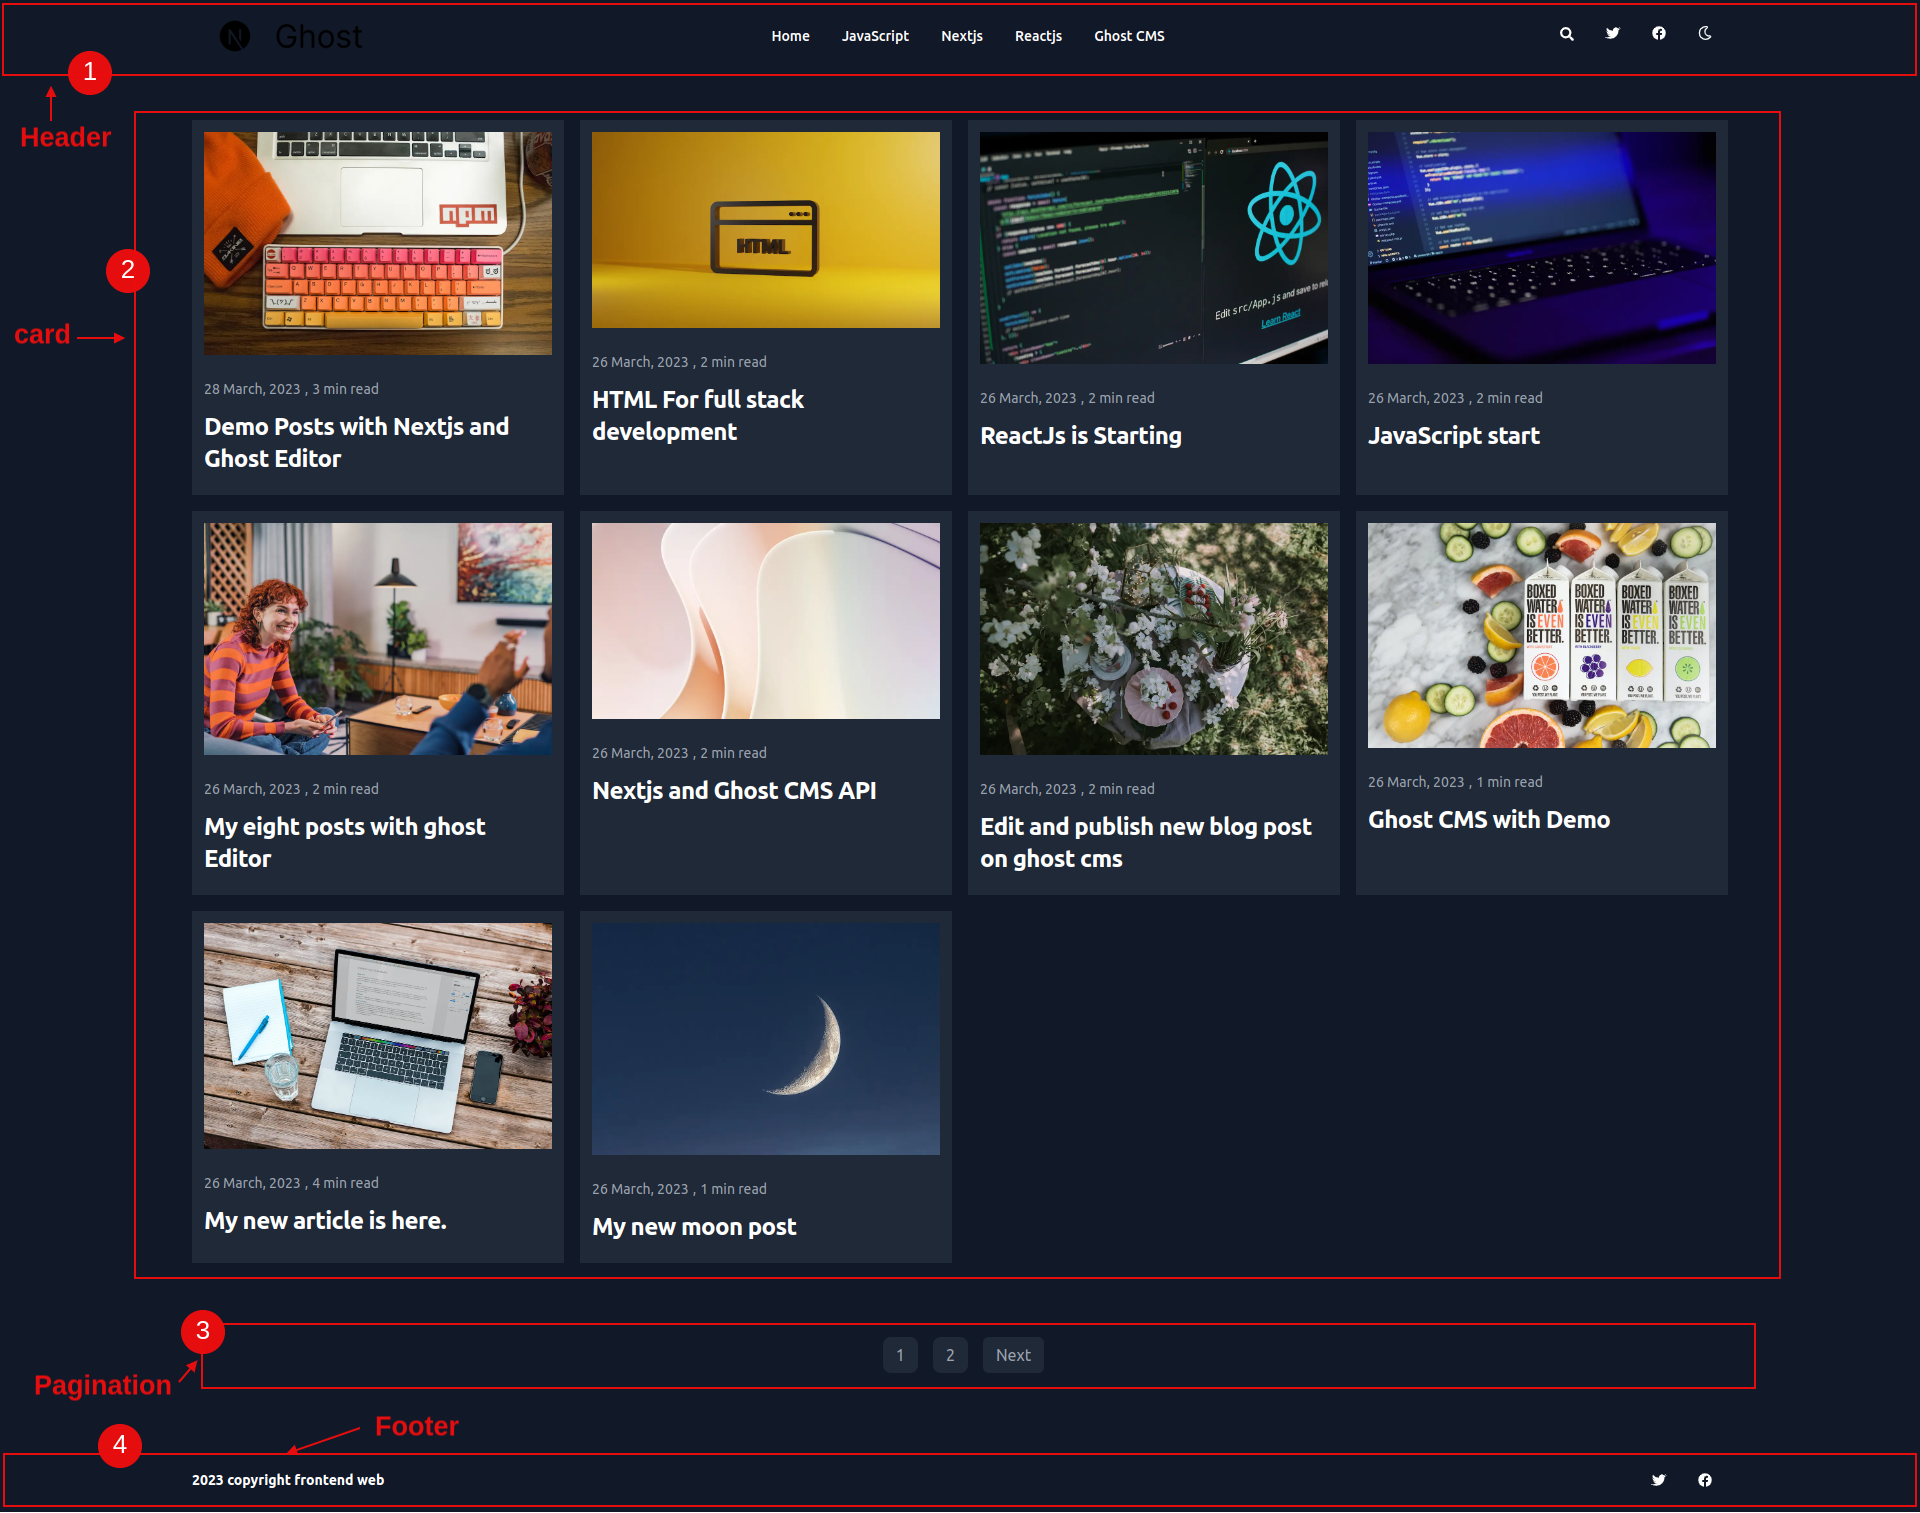 Ghost
Home JavaScript Nextjs Reactjs Ghost CMS
1
Header
2
card
npm
HTML
Edit src/App.js and save to
Learn React
28 March, 2023 , 3 min read
Demo Posts with Nextjs and
Ghost Editor
26 March, 2023 , 2 min read
HTML For full stack
development
26 March, 2023 , 2 min read
ReactJs is Starting
26 March, 2023 , 2 min read
JavaScript start
BOXED
WATER
IS EVEN
BETTER.
BOXED
WATER
IS EVEN
BETTER.
BOXED
WATER
IS EVEN
BETTER.
BOXED
WATER
IS EVEN
BETTER.
26 March, 2023 , 2 min read
My eight posts with ghost
Editor
26 March, 2023 , 2 min read
Nextjs and Ghost CMS API
26 March, 2023 , 2 min read
Edit and publish new blog post
on ghost cms
26 March, 2023 , 1 min read
Ghost CMS with Demo
26 March, 2023 , 4 min read
My new article is here.
26 March, 2023 , 1 min read
My new moon post
3
1 2 Next
Pagination
Footer
4
2023 copyright frontend web